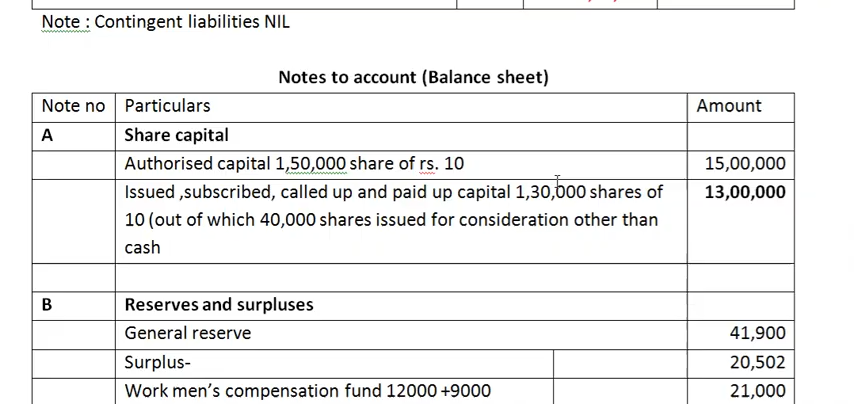 Note : Contingent liabilities NIL
Notes to account (Balance sheet)
Note no Particulars Amount
A Share capital
Authorised capital 1,50,000 share of rs. 10 15,00,000
Issued ,subscribed, called up and paid up capital 1,30,000 shares of 13,00,000
10 (out of which 40,000 shares issued for consideration other than
cash
B Reserves and surpluses
General reserve 41,900
Surplus- 20,502
Work men's compensation fund 12000 +9000 21,000